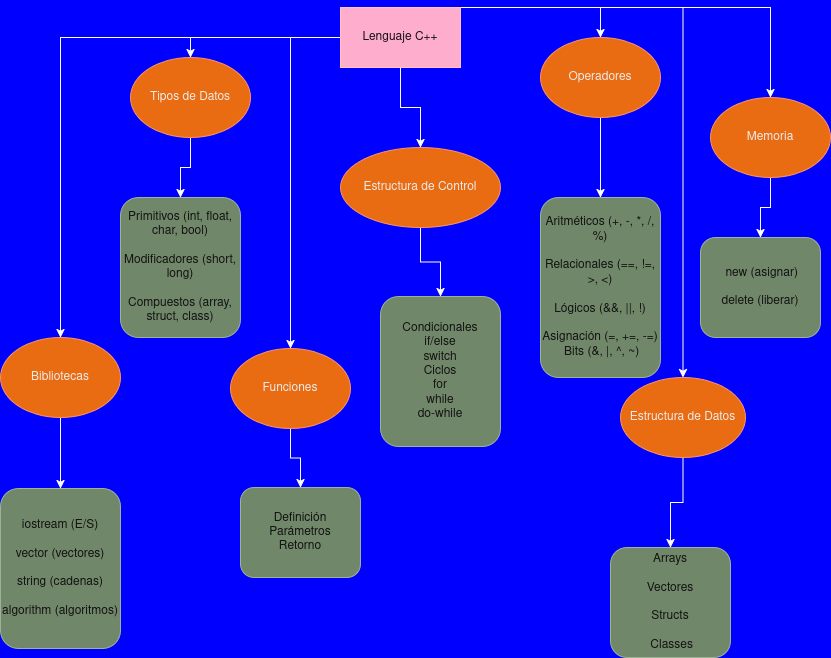 Lenguaje C++
Tipos de Datos
Primitivos (int, float,
char, bool)
Modificadores (short,
long)
Compuestos (array,
struct, class)
Operadores
Aritméticos (+, -, *, /,
%)
Relacionales (==, !=,
>, <)
Lógicos (&&, ||, !)
Asignación (=, +=, -=)
Bits (&, |, ^, ~)
Memoria
new (asignar)
delete (liberar)
Estructura de Control
Condicionales
if/else
switch
Ciclos
for
while
do-while
Bibliotecas
iostream (E/S)
vector (vectores)
string (cadenas)
algorithm (algoritmos)
Funciones
Definición
Parámetros
Retorno
Estructura de Datos
Arrays
Vectores
Structs
Classes